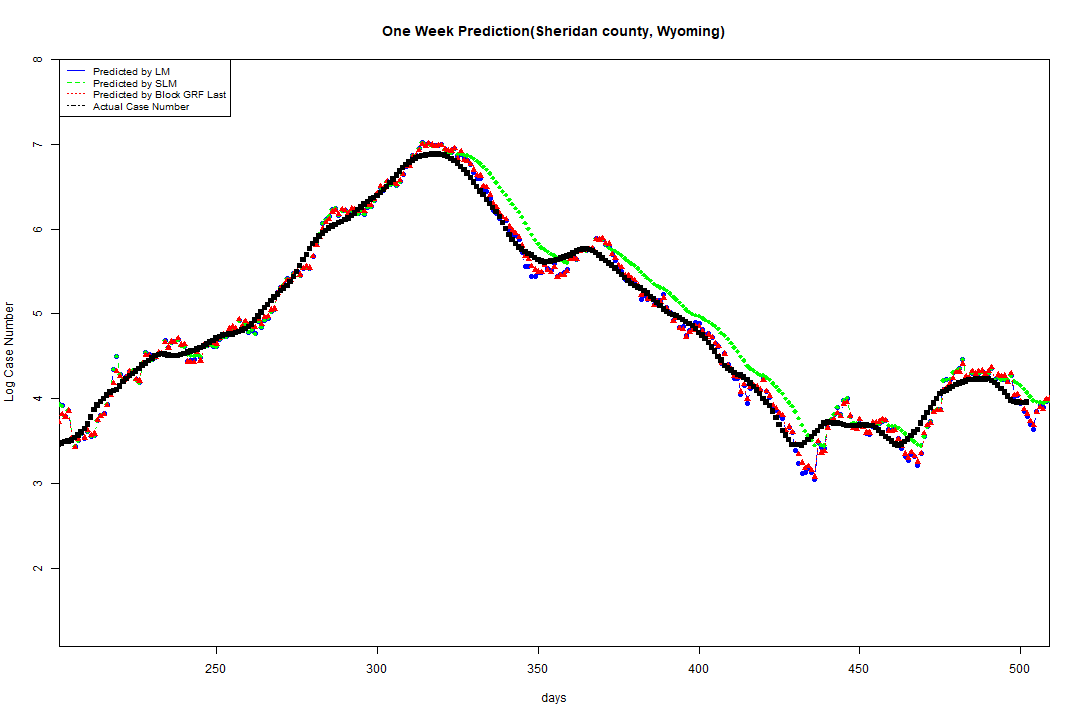 One Week Prediction(Sheridan county, Wyoming)
Predicted by LM
Predicted by SLM
Predicted by Block GRF Last
Actual Case Number
Log Case Number
8
7
6
5
4
3
2
250 300 350 400 450 500
days